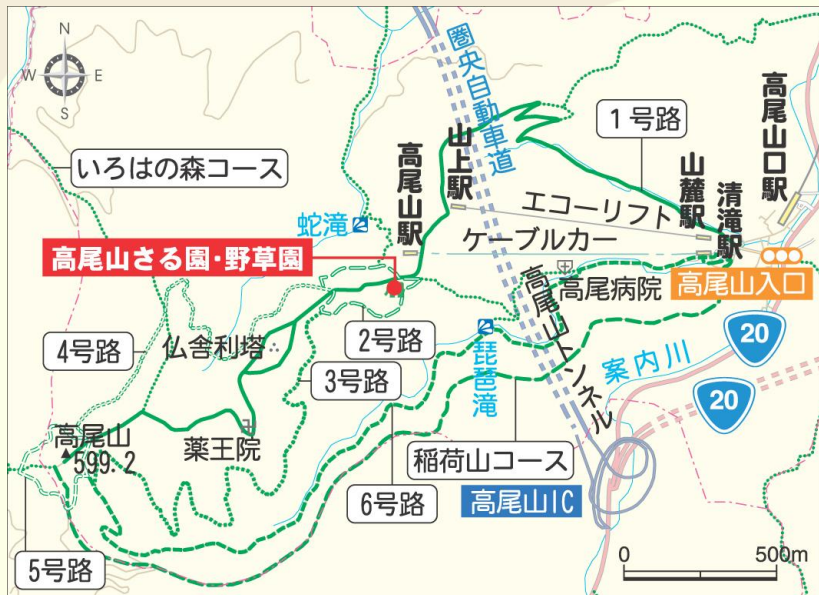 N
W
E
S
圏央自動車道
1号路
高尾山口駅
いろはの森コース
山上駅
高尾山駅
山麓駅
清滝駅
エコーリフト
蛇滝
ケーブルカー
高尾山さる園・野草園
高尾病院
高尾山入口
2号路
20
4号路
仏舎利塔
3号路
琵琶滝
高尾山トンネル
案内川
20
高尾山
599.2
薬王院
稲荷山コース
6号路
高尾山IC
5号路
0
500m